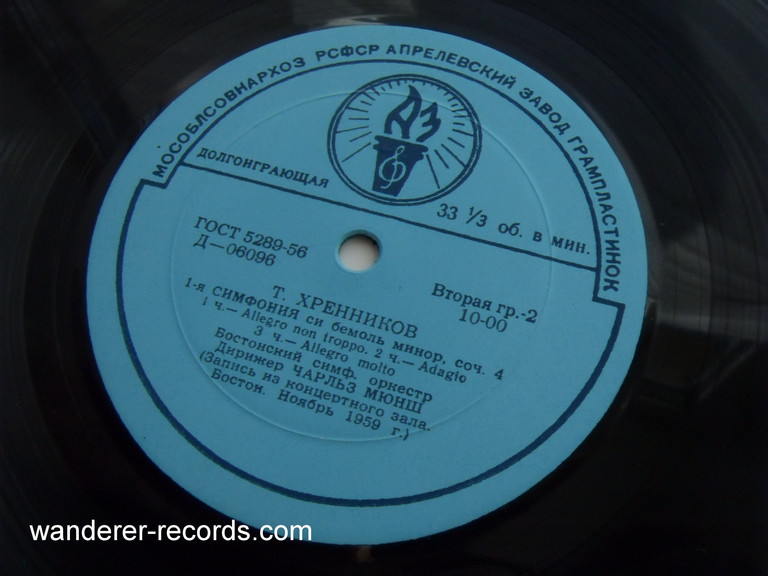 МОСОБЛСОВНАРХОЗ РСФСР АПРЕЛЕВСКИЙ ЗАВОД ГРАМПЛАСТИНОК
АЗ
ДОЛГОИГРАЮЩАЯ
33 1/3 об. в мин.
ГОСТ 5289-56
Д—06096
Вторая гр.-2
10-00
Т. ХРЕННИКОВ
1-я СИМФОНИЯ си бемоль минор, соч. 4
1 ч.— Allegro non troppo. 2 ч.— Adagio
3 ч.— Allegro molto
Бостонский симф. оркестр
Дирижер ЧАРЛЬЗ МЮНШ
(Запись из концертного зала.
Бостон. Ноябрь 1959 г.)
wanderer-records.com